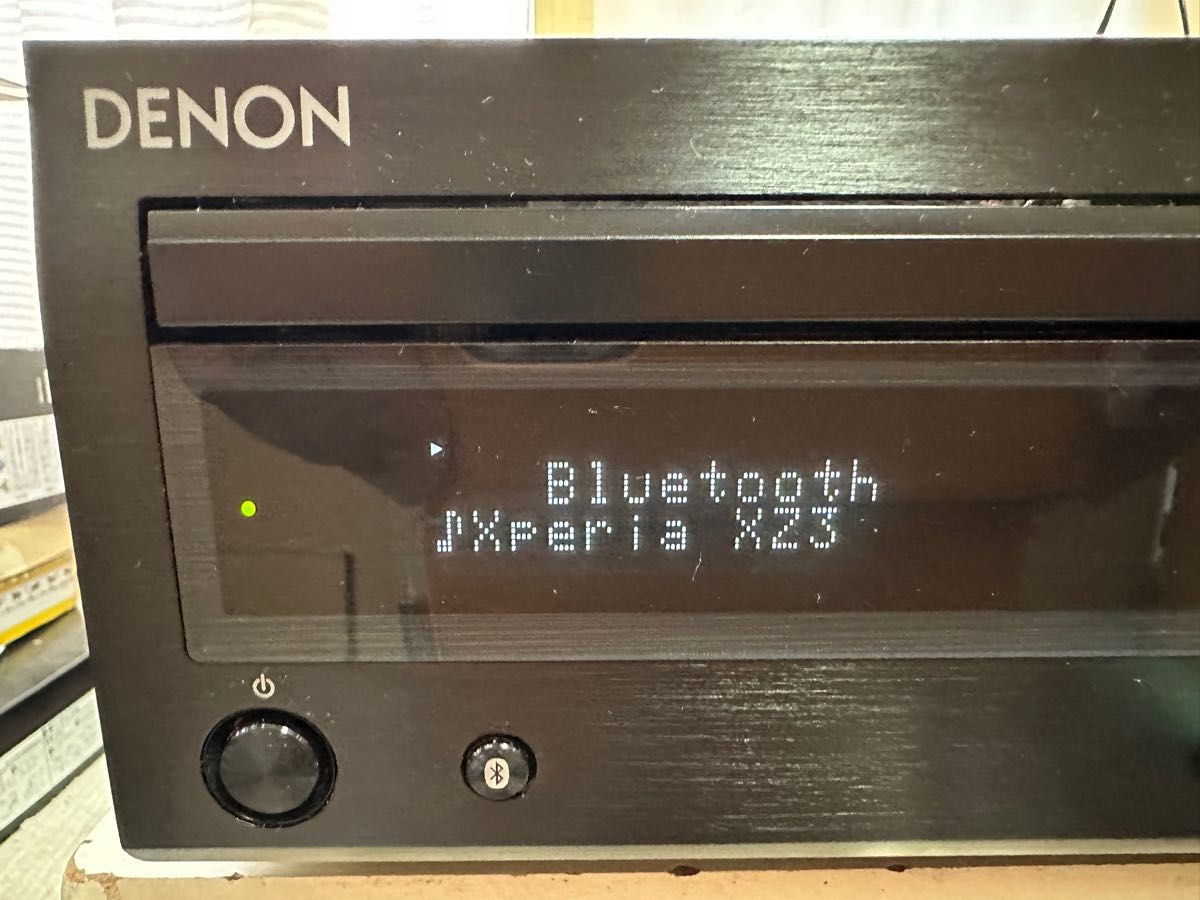 DENON
Bluetooth
♪Xperia XZ3